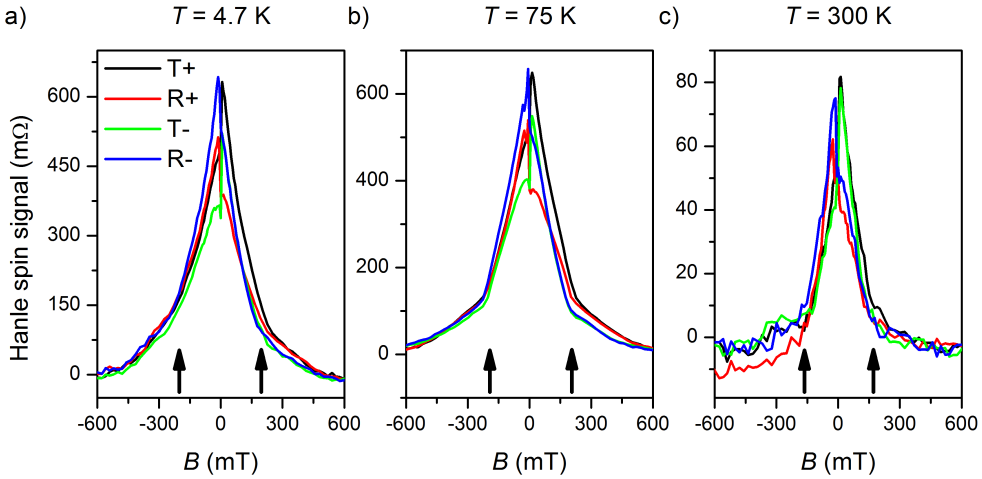 a) T = 4.7 K
b) T = 75 K
c) T = 300 K
Hanle spin signal (mΩ)
T+
R+
T-
R-
600
450
300
150
0
-600 -300 0 300 600
B (mT)
600
400
200
0
-600 -300 0 300 600
B (mT)
80
60
40
20
0
-600 -300 0 300 600
B (mT)